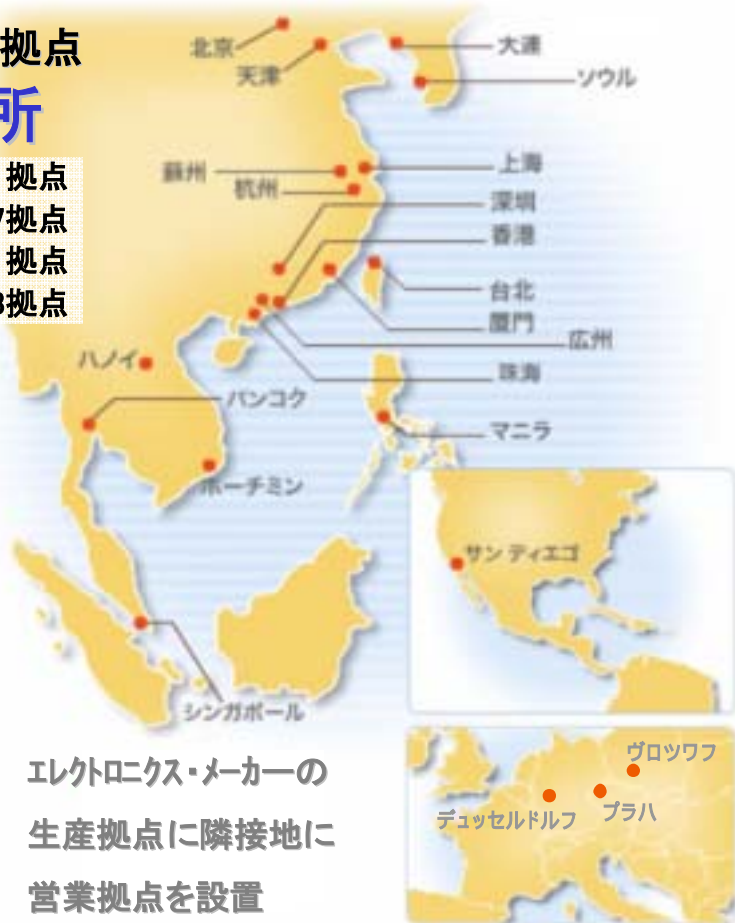 拠点
所
拠点
7拠点
拠点
3拠点
北京
天津
大連
ソウル
蘇州
杭州
上海
深圳
香港
台北
厦門
広州
珠海
ハノイ
バンコク
マニラ
ホーチミン
サン ディエゴ
シンガポール
エレクトロニクス・メーカーの
生産拠点に隣接地に
営業拠点を設置
ヴロツワフ
デュッセルドルフ
プラハ